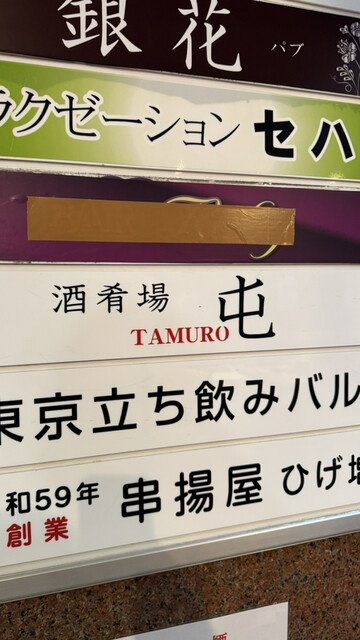 銀花 パブ
ラクゼーション セハ
酒肴場 屯
TAMURO
東京立ち飲みバル
和59年
創業
串揚屋 ひげ増